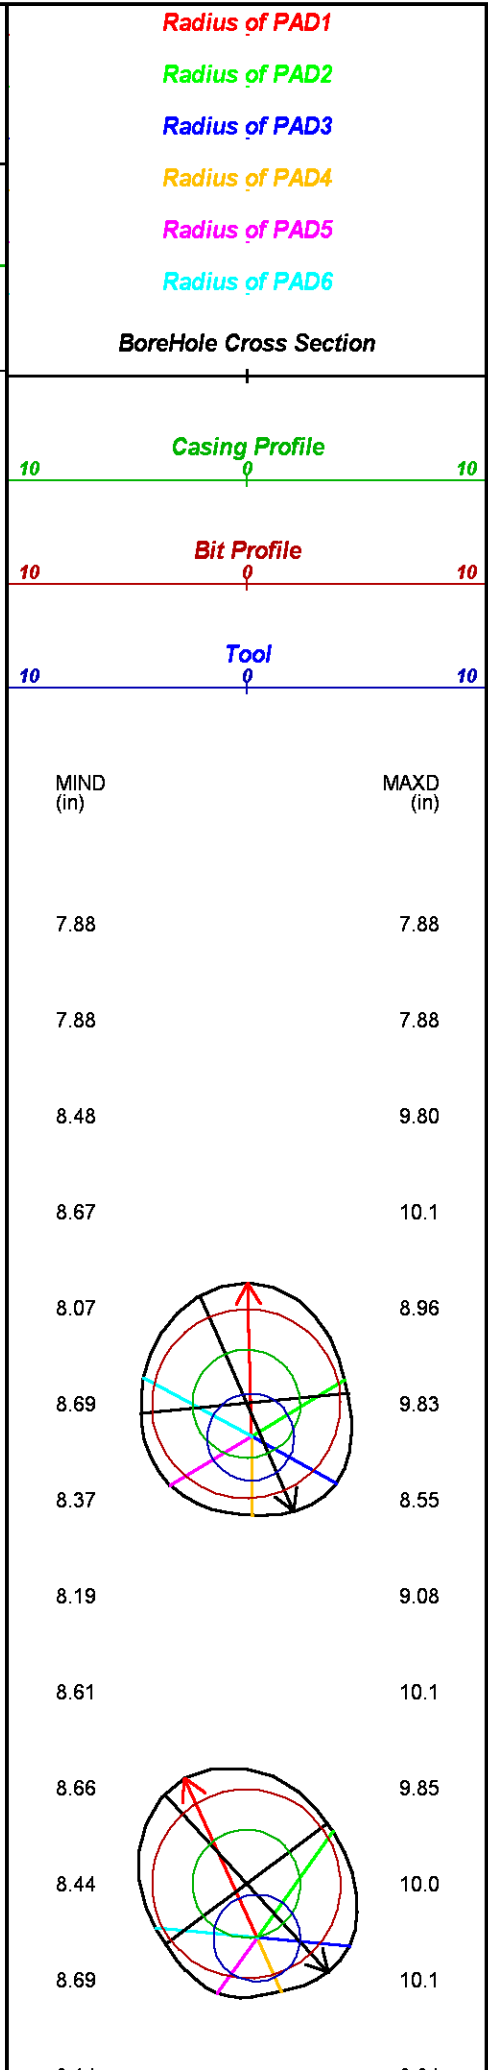 Radius of PAD1
Radius of PAD2
Radius of PAD3
Radius of PAD4
Radius of PAD5
Radius of PAD6
BoreHole Cross Section
Casing Profile
10 0 10
Bit Profile
10 0 10
Tool
10 0 10
MIND MAXD
(in) (in)
7.88 7.88
7.88 7.88
8.48 9.80
8.67 10.1
8.07 8.96
8.69 9.83
8.37 8.55
8.19 9.08
8.61 10.1
8.66 9.85
8.44 10.0
8.69 10.1